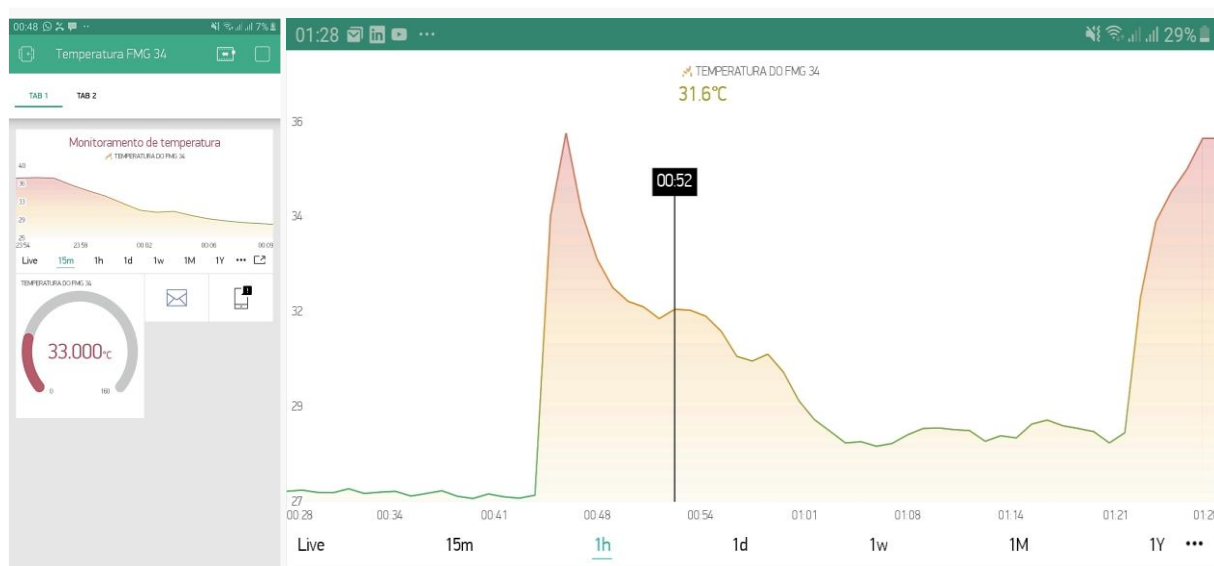 00:48
7%
Temperatura FMG 34
TAB 1 TAB 2
Monitoramento de temperatura
TEMPERATURA DO FMG 34
40
36
33
29
25
23:54 23:58 00:02 00:06 00:09
Live 15m 1h 1d 1w 1M 1Y •••
TEMPERATURA DO FMG 34
33.000°C
0 160
1
01:28 in ••• 29%
TEMPERATURA DO FMG 34
31.6°C
36
00:52
34
32
29
27
00:28 00:34 00:41 00:48 00:54 01:01 01:08 01:14 01:21
Live 15m 1h 1d 1w 1M 1Y •••